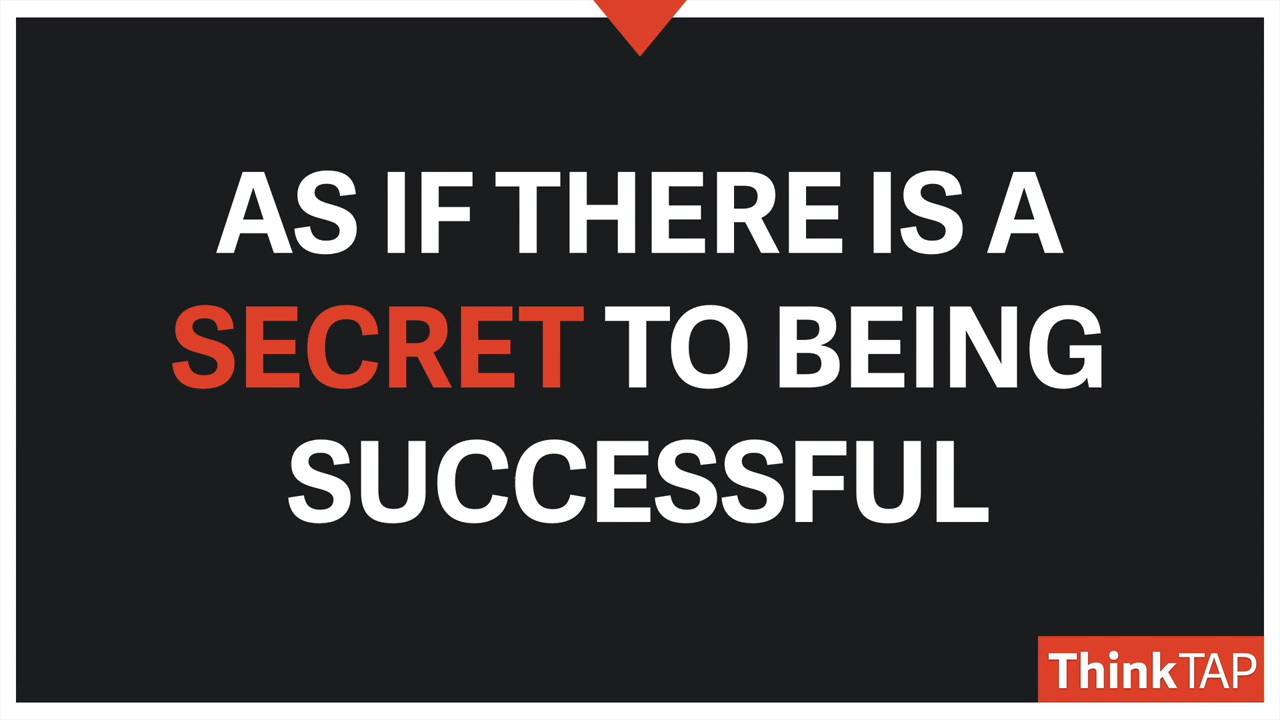 AS IF THERE IS A
SECRET TO BEING
SUCCESSFUL
ThinkTAP